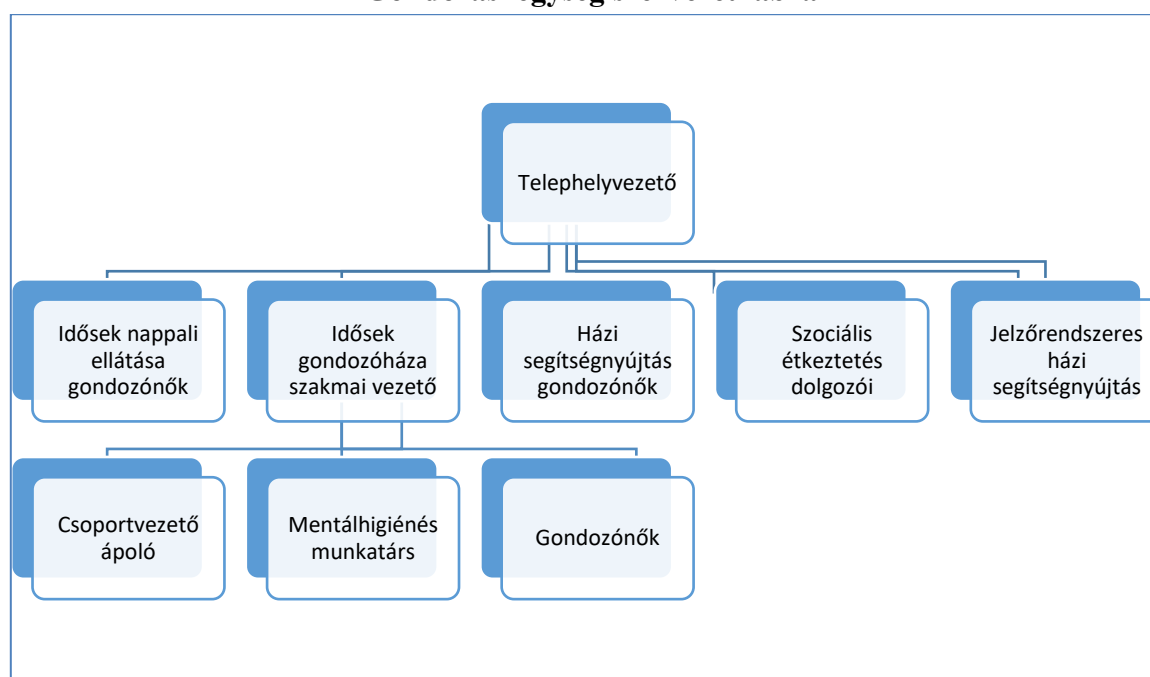 Telephelyvezető
Idősek nappali
ellátása
gondozónők
Idősek
gondozóháza
szakmai vezető
Házi
segítségnyújtás
gondozónők
Szociális
étkeztetés
dolgozói
Jelzőrendszeres
házi
segítségnyújtás
Csoportvezető
ápoló
Mentálhigiénés
munkatárs
Gondozónők